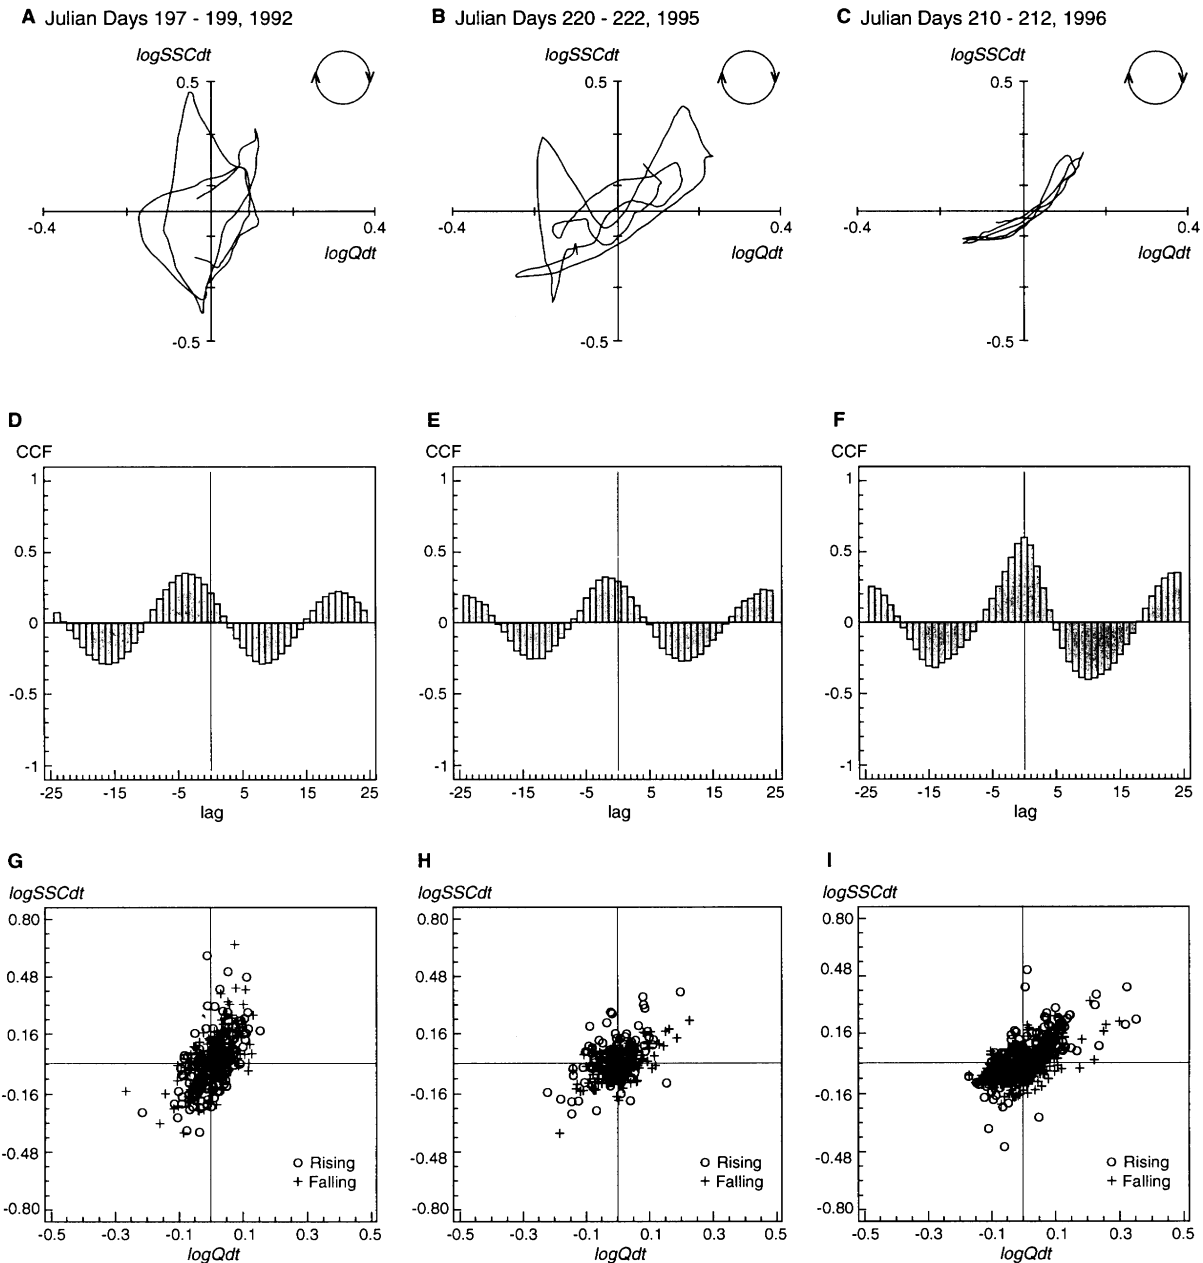 A Julian Days 197 - 199, 1992
B Julian Days 220 - 222, 1995
C Julian Days 210 - 212, 1996
logSSCdt
0.5
-0.4
0.4
logQdt
-0.5
logSSCdt
0.5
-0.4
0.4
logQdt
-0.5
logSSCdt
0.5
-0.4
0.4
logQdt
-0.5
D
CCF
1
0.5
0
-0.5
-1
-25 -15 -5 5 15 25
lag
E
CCF
1
0.5
0
-0.5
-1
-25 -15 -5 5 15 25
lag
F
CCF
1
0.5
0
-0.5
-1
-25 -15 -5 5 15 25
lag
G
logSSCdt
0.80
0.48
0.16
-0.16
-0.48
-0.80
Rising
Falling
-0.5 -0.3 -0.1 0.1 0.3 0.5
logQdt
H
logSSCdt
0.80
0.48
0.16
-0.16
-0.48
-0.80
Rising
Falling
-0.5 -0.3 -0.1 0.1 0.3 0.5
logQdt
I
logSSCdt
0.80
0.48
0.16
-0.16
-0.48
-0.80
Rising
Falling
-0.5 -0.3 -0.1 0.1 0.3 0.5
logQdt